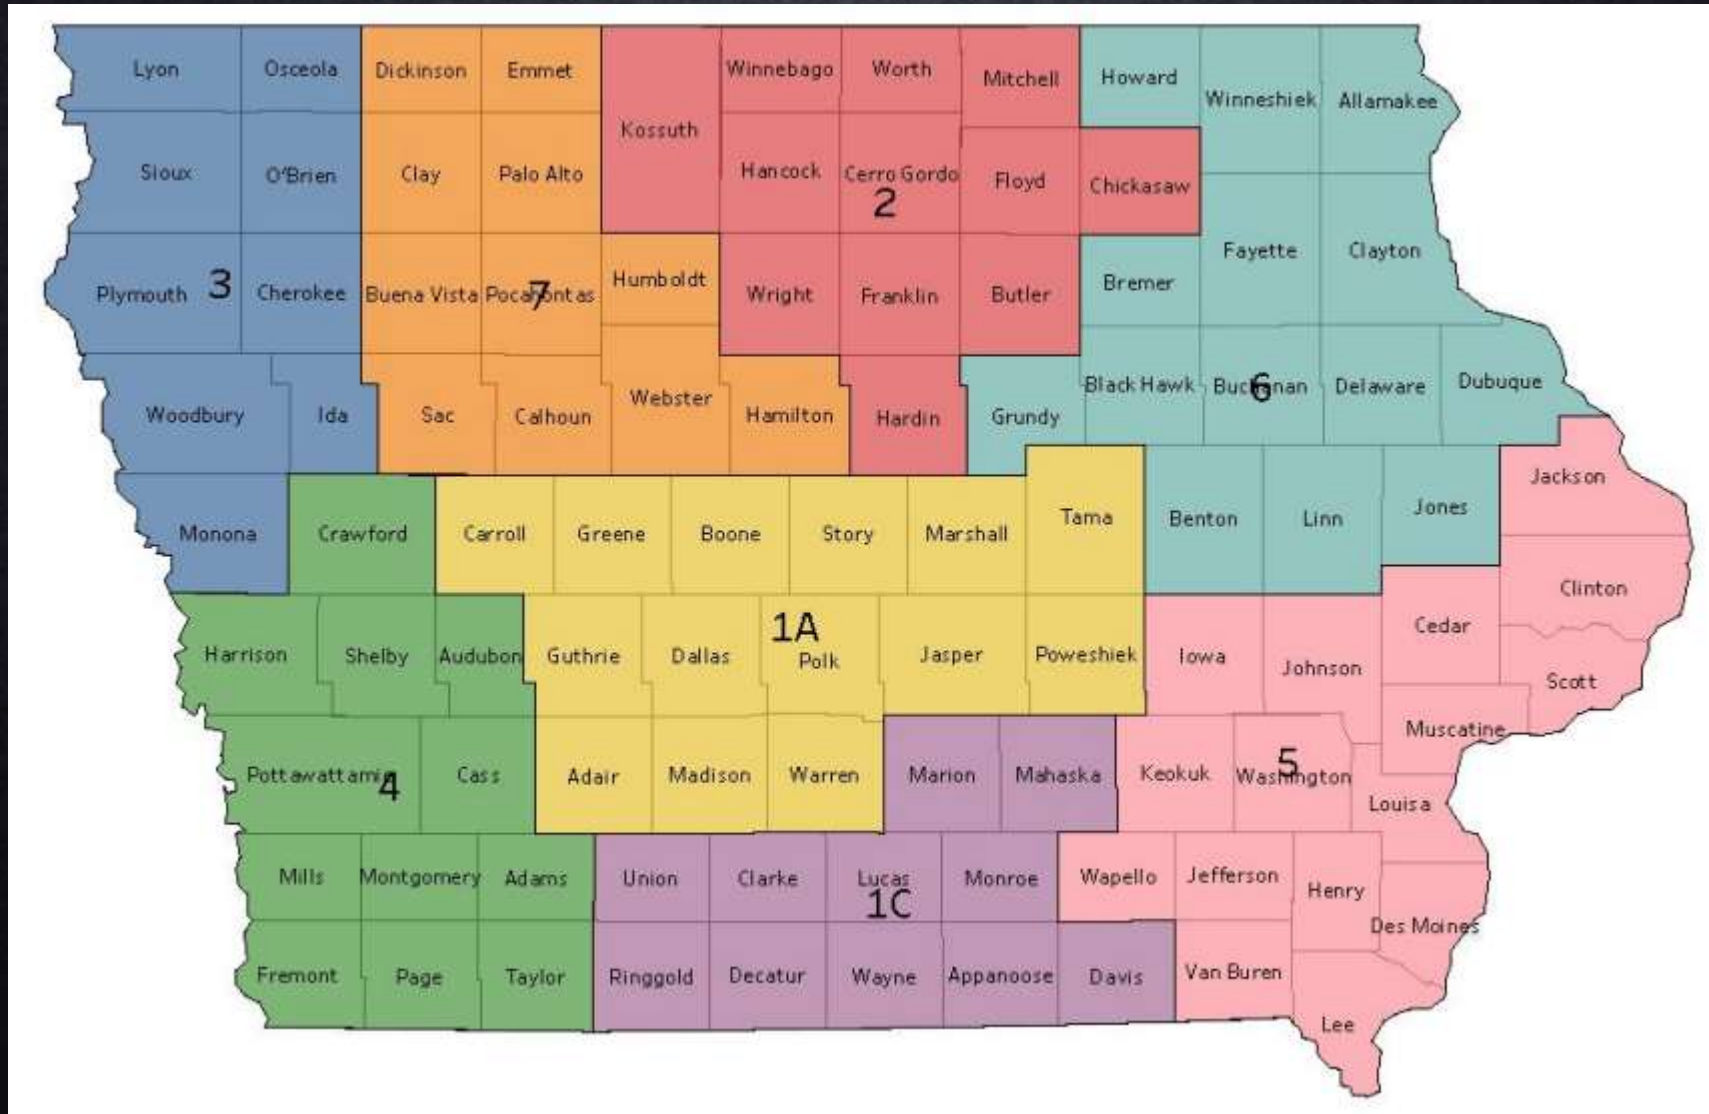 Lyon
Osceola
Dickinson
Emmet
Kossuth
Winnebago
Worth
Mitchell
Howard
Winneshiek
Allamakee
Sioux
O'Brien
Clay
Palo Alto
Hancock
Cerro Gordo
2
Floyd
Chickasaw
Fayette
Clayton
Plymouth
3
Cherokee
Buena Vista
Pocahontas
7
Humboldt
Wright
Franklin
Butler
Bremer
Woodbury
Ida
Sac
Calhoun
Webster
Hamilton
Hardin
Grundy
Black Hawk
Buchanan
6
Delaware
Dubuque
Monona
Crawford
Carroll
Greene
Boone
Story
Marshall
Tama
Benton
Linn
Jones
Jackson
Clinton
Harrison
Shelby
Audubon
Guthrie
Dallas
1A
Polk
Jasper
Poweshiek
Iowa
Johnson
Cedar
Scott
Muscatine
Pottawattamie
4
Cass
Adair
Madison
Warren
Marion
Mahaska
Keokuk
5
Washington
Louisa
Mills
Montgomery
Adams
Union
Clarke
Lucas
1C
Monroe
Wapello
Jefferson
Henry
Des Moines
Fremont
Page
Taylor
Ringgold
Decatur
Wayne
Appanoose
Davis
Van Buren
Lee